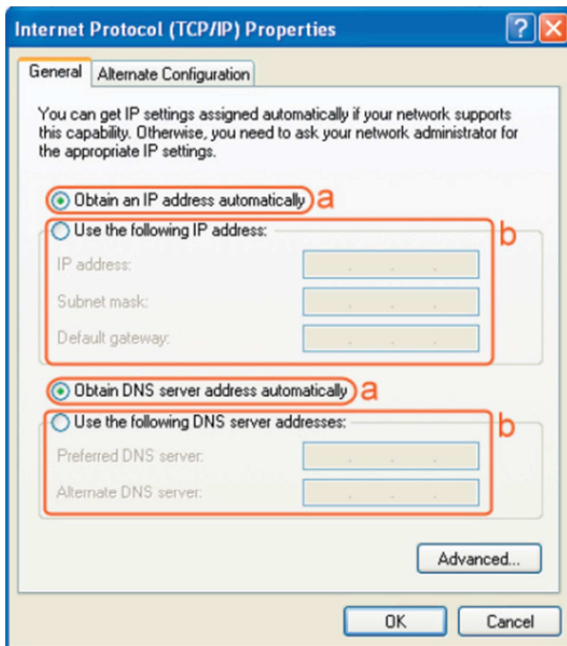 Internet Protocol (TCP/IP) Properties
General
Alternate Configuration
You can get IP settings assigned automatically if your network supports
this capability. Otherwise, you need to ask your network administrator for
the appropriate IP settings.
Obtain an IP address automatically a
Use the following IP address: b
IP address:
Subnet mask:
Default gateway:
Obtain DNS server address automatically a
Use the following DNS server addresses: b
Preferred DNS server:
Alternate DNS server:
Advanced...
OK
Cancel